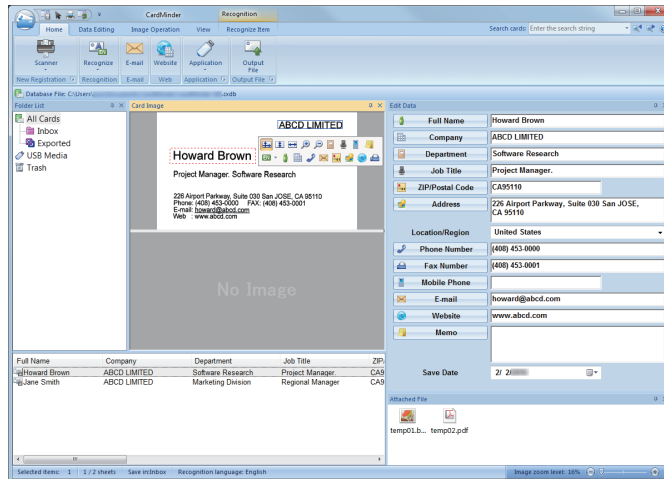 CardMinder
Recognition
Home
Data Editing
Image Operation
View
Recognize Item
Search cards:
Enter the search string
Scanner
Recognize
E-mail
Website
Application
Output File
New Registration
Recognition
E-mail
Web
Application
Output File
Database File: C:\Users\
.cxdb
Folder List
Card Image
Edit Data
All Cards
Inbox
Exported
USB Media
Trash
ABCD LIMITED
Howard Brown
Project Manager. Software Research
226 Airport Parkway, Suite 030 San JOSE, CA 95110
Phone: (408) 453-0000 FAX: (408) 453-0001
E-mail: howard@abcd.com
Web : www.abcd.com
No Image
Full Name Howard Brown
Company ABCD LIMITED
Department Software Research
Job Title Project Manager.
ZIP/Postal Code CA95110
Address 226 Airport Parkway, Suite 030 San JOSE,
CA 95110
Location/Region United States
Phone Number (408) 453-0000
Fax Number (408) 453-0001
Mobile Phone
E-mail howard@abcd.com
Website www.abcd.com
Memo
Save Date 2/ 2/
Full Name Company Department Job Title ZIP/
Howard Brown ABCD LIMITED Software Research Project Manager. CA9
Jane Smith ABCD LIMITED Marketing Division Regional Manager CA9
Attached File
temp01.b... temp02.pdf
Selected items: 1 1 / 2 sheets Save in:Inbox Recognition language: English Image zoom level: 16%